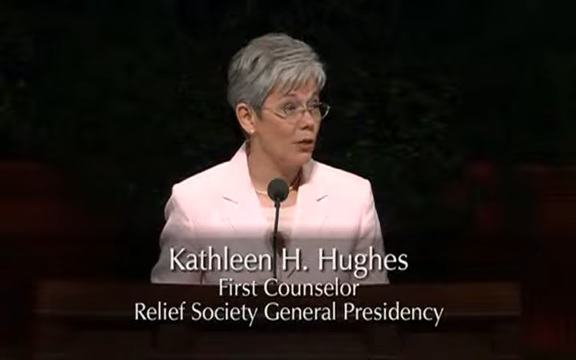 Kathleen H. Hughes
First Counselor
Relief Society General Presidency